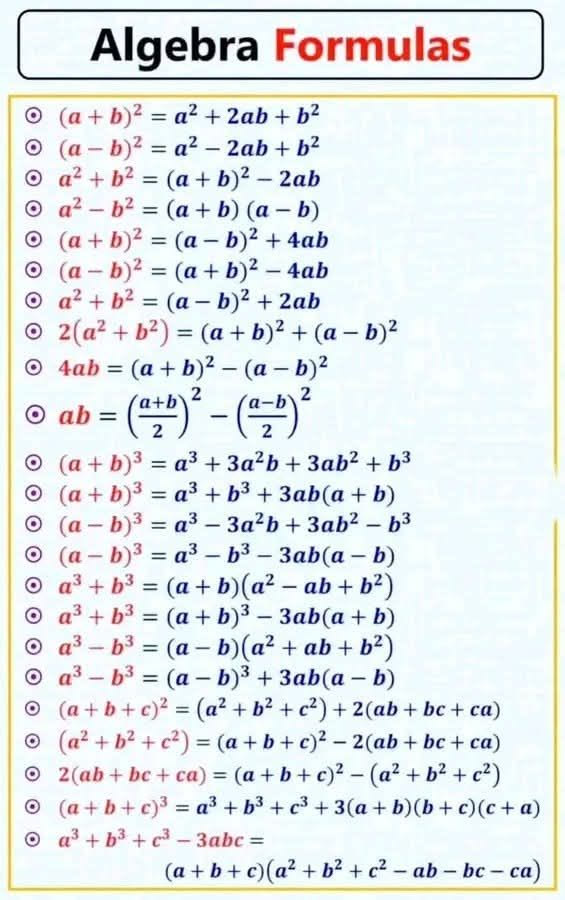 Algebra Formulas
(a + b)² = a² + 2ab + b²
(a − b)² = a² − 2ab + b²
a² + b² = (a + b)² − 2ab
a² − b² = (a + b) (a − b)
(a + b)² = (a − b)² + 4ab
(a − b)² = (a + b)² − 4ab
a² + b² = (a − b)² + 2ab
2(a² + b²) = (a + b)² + (a − b)²
4ab = (a + b)² − (a − b)²
ab = ((a+b)/2)² − ((a−b)/2)²
(a + b)³ = a³ + 3a²b + 3ab² + b³
(a + b)³ = a³ + b³ + 3ab(a + b)
(a − b)³ = a³ − 3a²b + 3ab² − b³
(a − b)³ = a³ − b³ − 3ab(a − b)
a³ + b³ = (a + b)(a² − ab + b²)
a³ + b³ = (a + b)³ − 3ab(a + b)
a³ − b³ = (a − b)(a² + ab + b²)
a³ − b³ = (a − b)³ + 3ab(a − b)
(a + b + c)² = (a² + b² + c²) + 2(ab + bc + ca)
(a² + b² + c²) = (a + b + c)² − 2(ab + bc + ca)
2(ab + bc + ca) = (a + b + c)² − (a² + b² + c²)
(a + b + c)³ = a³ + b³ + c³ + 3(a + b)(b + c)(c + a)
a³ + b³ + c³ − 3abc =
(a + b + c)(a² + b² + c² − ab − bc − ca)